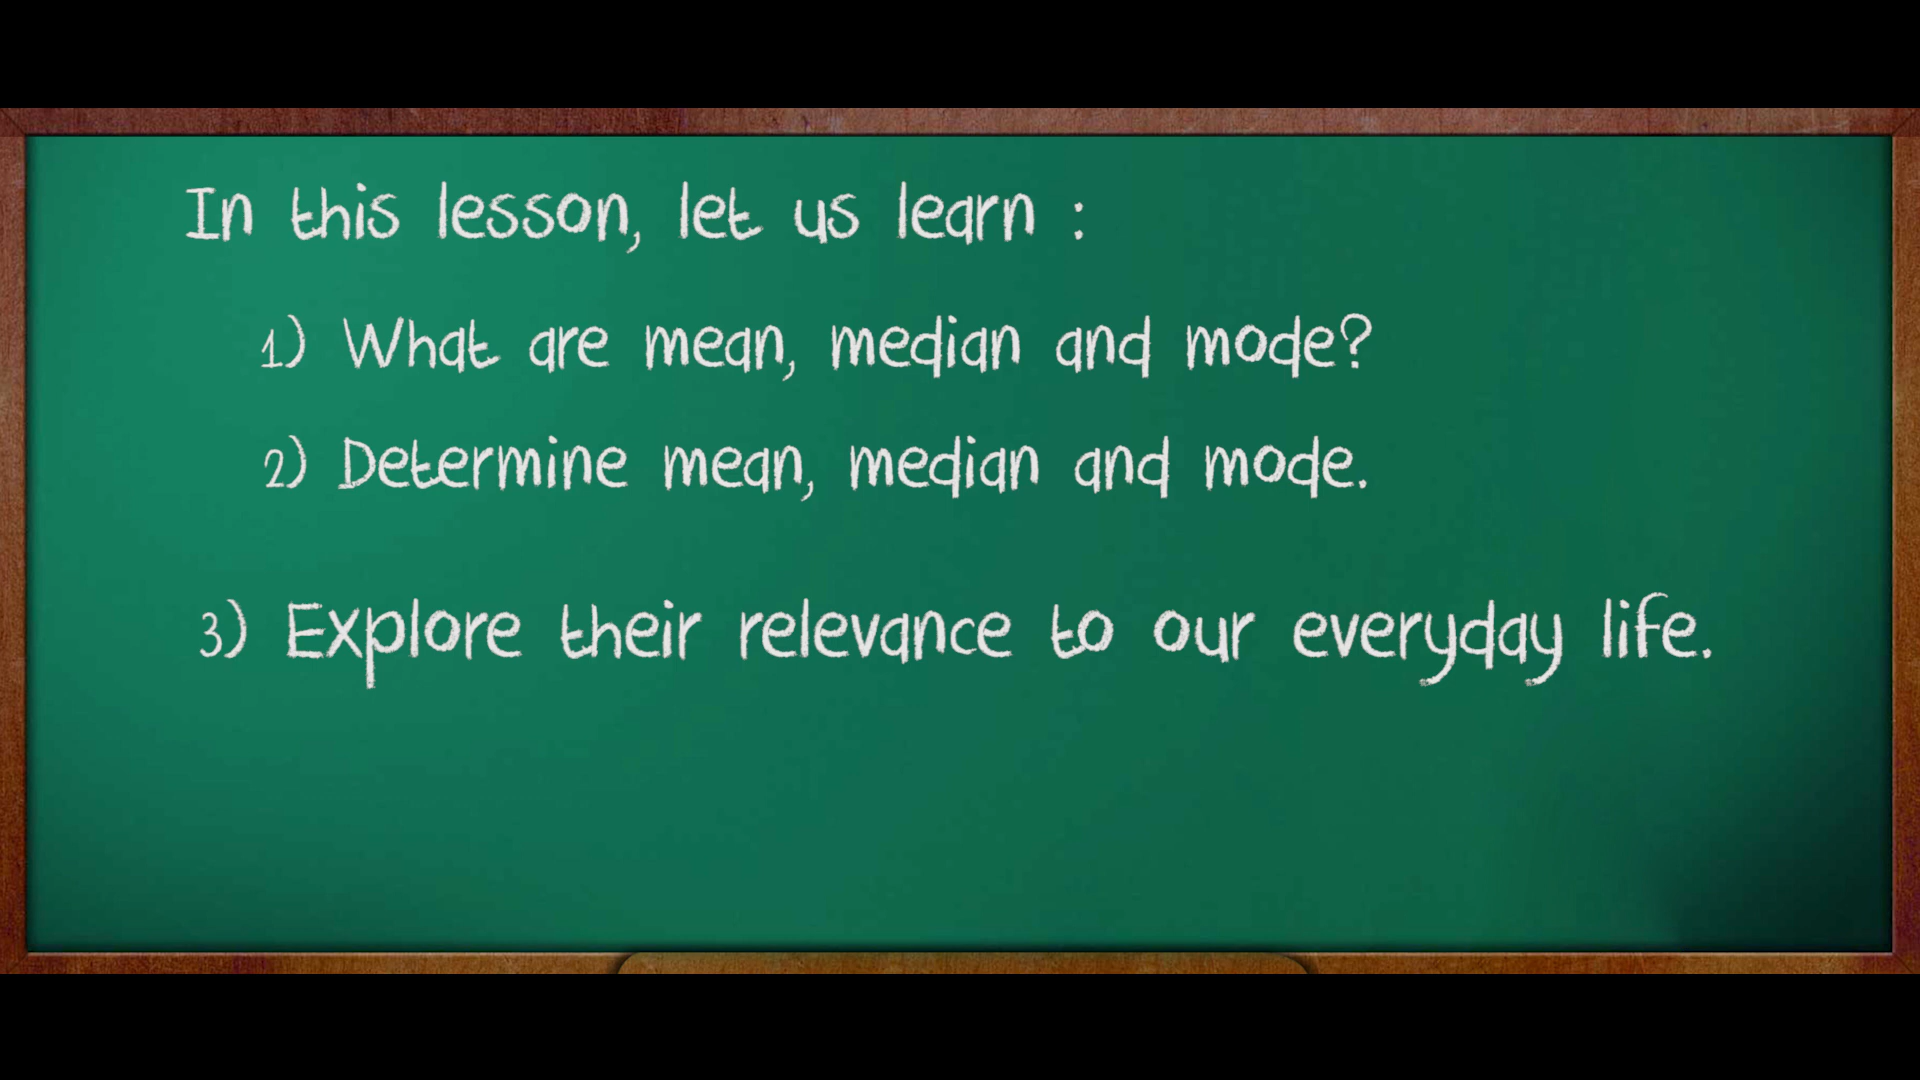 In this lesson, let us learn :
1) What are mean, median and mode?
2) Determine mean, median and mode.
3) Explore their relevance to our everyday life.